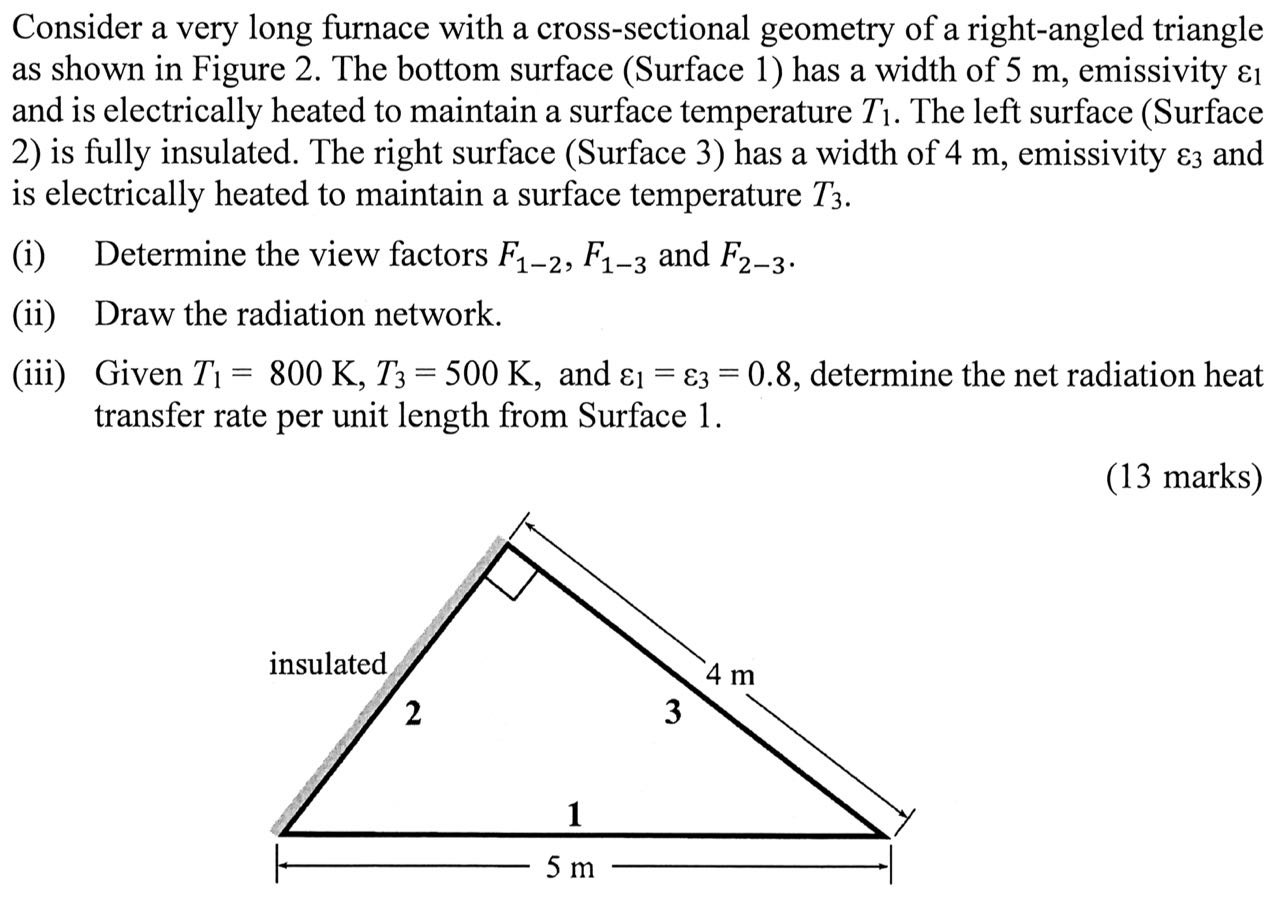 Consider a very long furnace with a cross-sectional geometry of a right-angled triangle
as shown in Figure 2. The bottom surface (Surface 1) has a width of 5 m, emissivity ε₁
and is electrically heated to maintain a surface temperature T₁. The left surface (Surface
2) is fully insulated. The right surface (Surface 3) has a width of 4 m, emissivity ε₃ and
is electrically heated to maintain a surface temperature T₃.
(i) Determine the view factors F₁₋₂, F₁₋₃ and F₂₋₃.
(ii) Draw the radiation network.
(iii) Given T₁ = 800 K, T₃ = 500 K, and ε₁ = ε₃ = 0.8, determine the net radiation heat
transfer rate per unit length from Surface 1.
(13 marks)
insulated
4 m
2
3
1
5 m